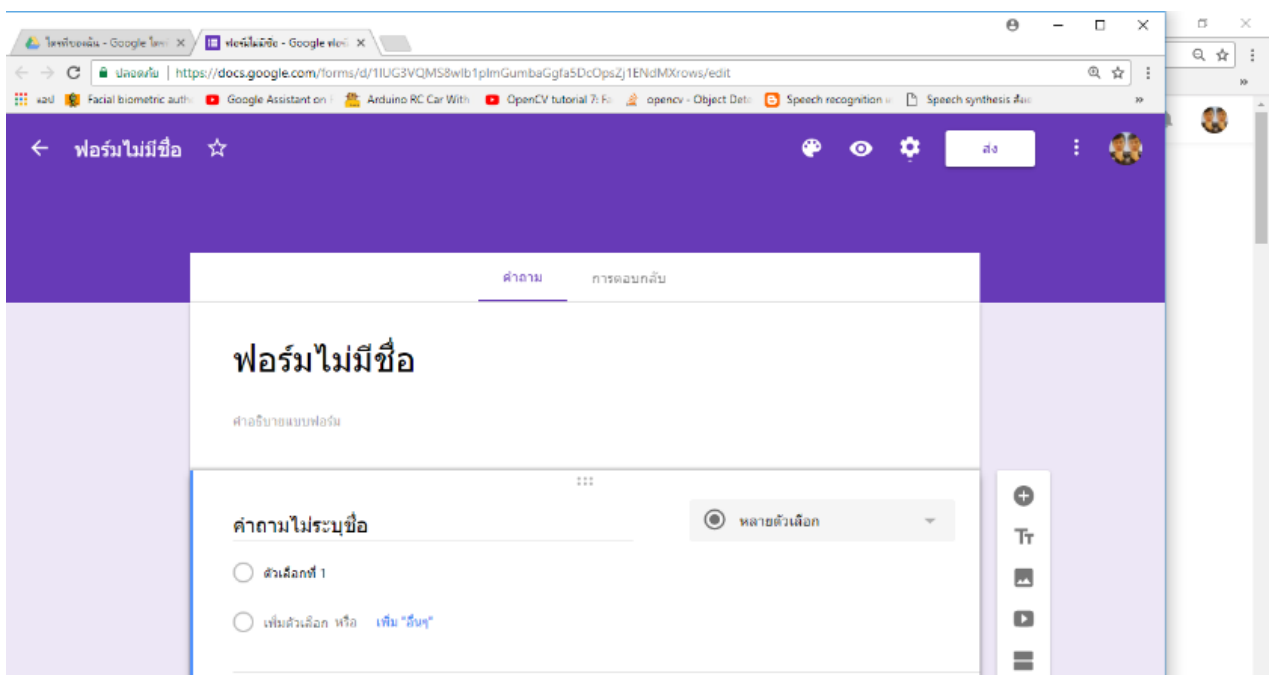 ไดรฟ์ของฉัน - Google ไดรฟ์
ฟอร์มไม่มีชื่อ - Google ฟอร์
ปลอดภัย
https://docs.google.com/forms/d/1IUG3VQMS8wlb1plmGumbaGgfa5DcOpsZj1ENdMXrows/edit
แอป
Facial biometric auth
Google Assistant on
Arduino RC Car With
OpenCV tutorial 7: Fa
opencv - Object Dete
Speech recognition
Speech synthesis
»
»
ฟอร์มไม่มีชื่อ
ส่ง
คำถาม
การตอบกลับ
ฟอร์มไม่มีชื่อ
คำอธิบายแบบฟอร์ม
คำถามไม่ระบุชื่อ
หลายตัวเลือก
Tт
ตัวเลือกที่ 1
เพิ่มตัวเลือก หรือ เพิ่ม "อื่นๆ"